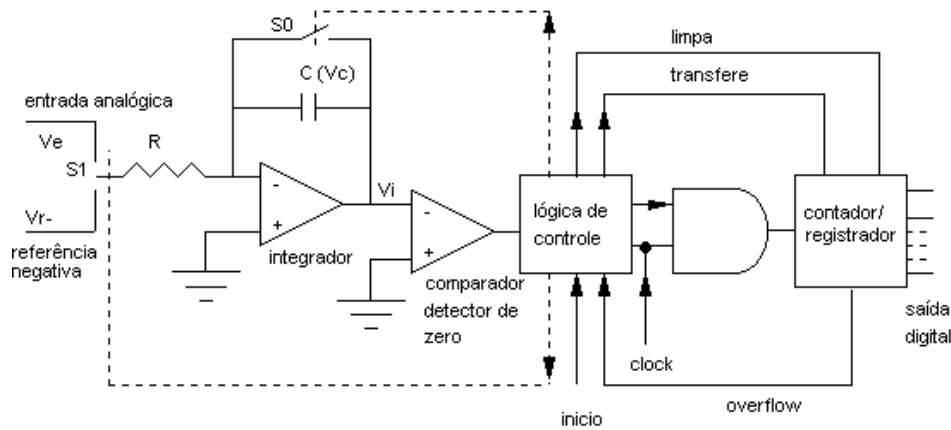 S0
limpa
C (Vc)
transfere
entrada analógica
Ve
R
S1
-
Vi
-
lógica de
controle
contador/
registrador
Vr-
+
+
referência
negativa
integrador
comparador
detector de
zero
saída
digital
clock
inicio
overflow